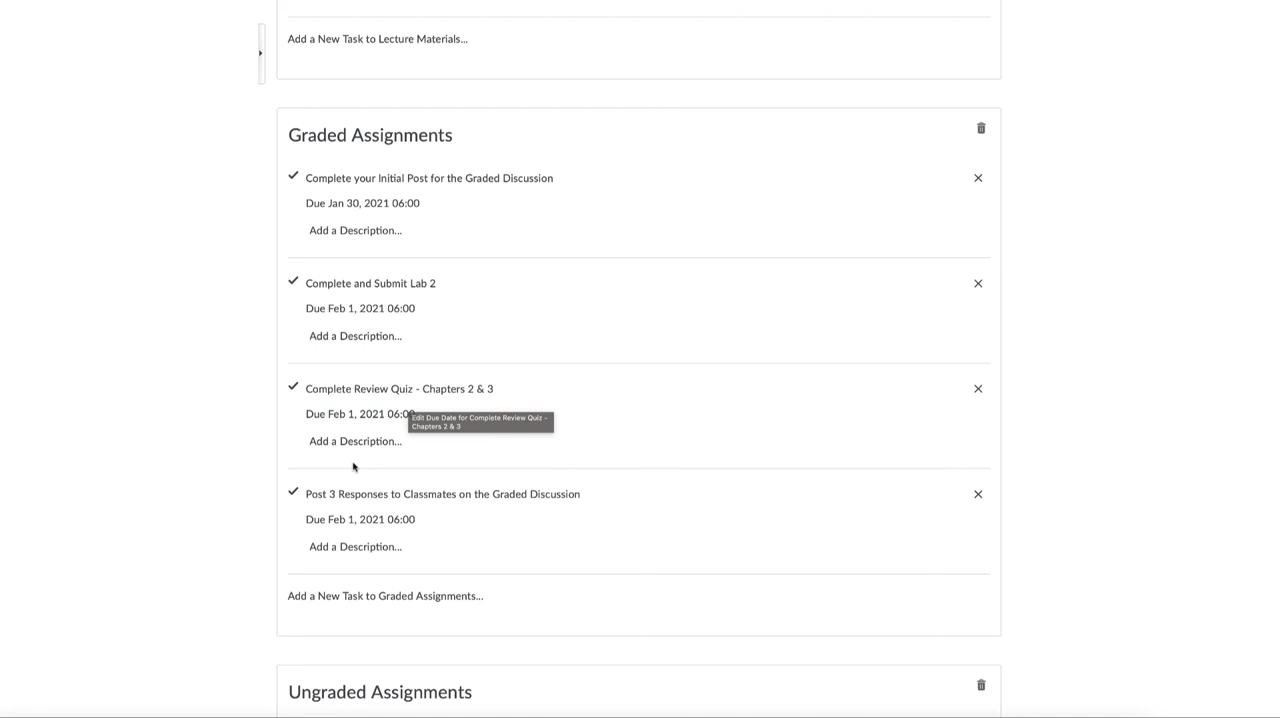 Add a New Task to Lecture Materials...
Graded Assignments
Complete your Initial Post for the Graded Discussion
Due Jan 30, 2021 06:00
Add a Description...
Complete and Submit Lab 2
Due Feb 1, 2021 06:00
Add a Description...
Complete Review Quiz - Chapters 2 & 3
Due Feb 1, 2021 06:00
Edit Due Date for Complete Review Quiz -
Chapters 2 & 3
Add a Description...
Post 3 Responses to Classmates on the Graded Discussion
Due Feb 1, 2021 06:00
Add a Description...
Add a New Task to Graded Assignments...
Ungraded Assignments